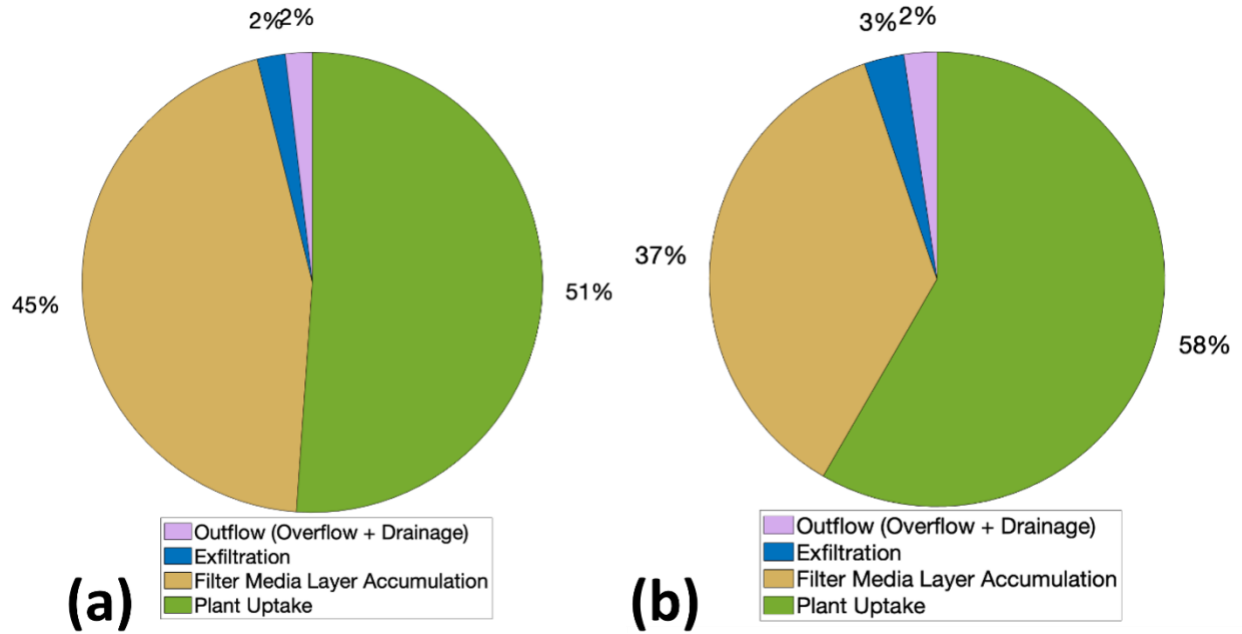 2%2%
45%
51%
Outflow (Overflow + Drainage)
Exfiltration
Filter Media Layer Accumulation
Plant Uptake
(a)
3%2%
37%
58%
Outflow (Overflow + Drainage)
Exfiltration
Filter Media Layer Accumulation
Plant Uptake
(b)